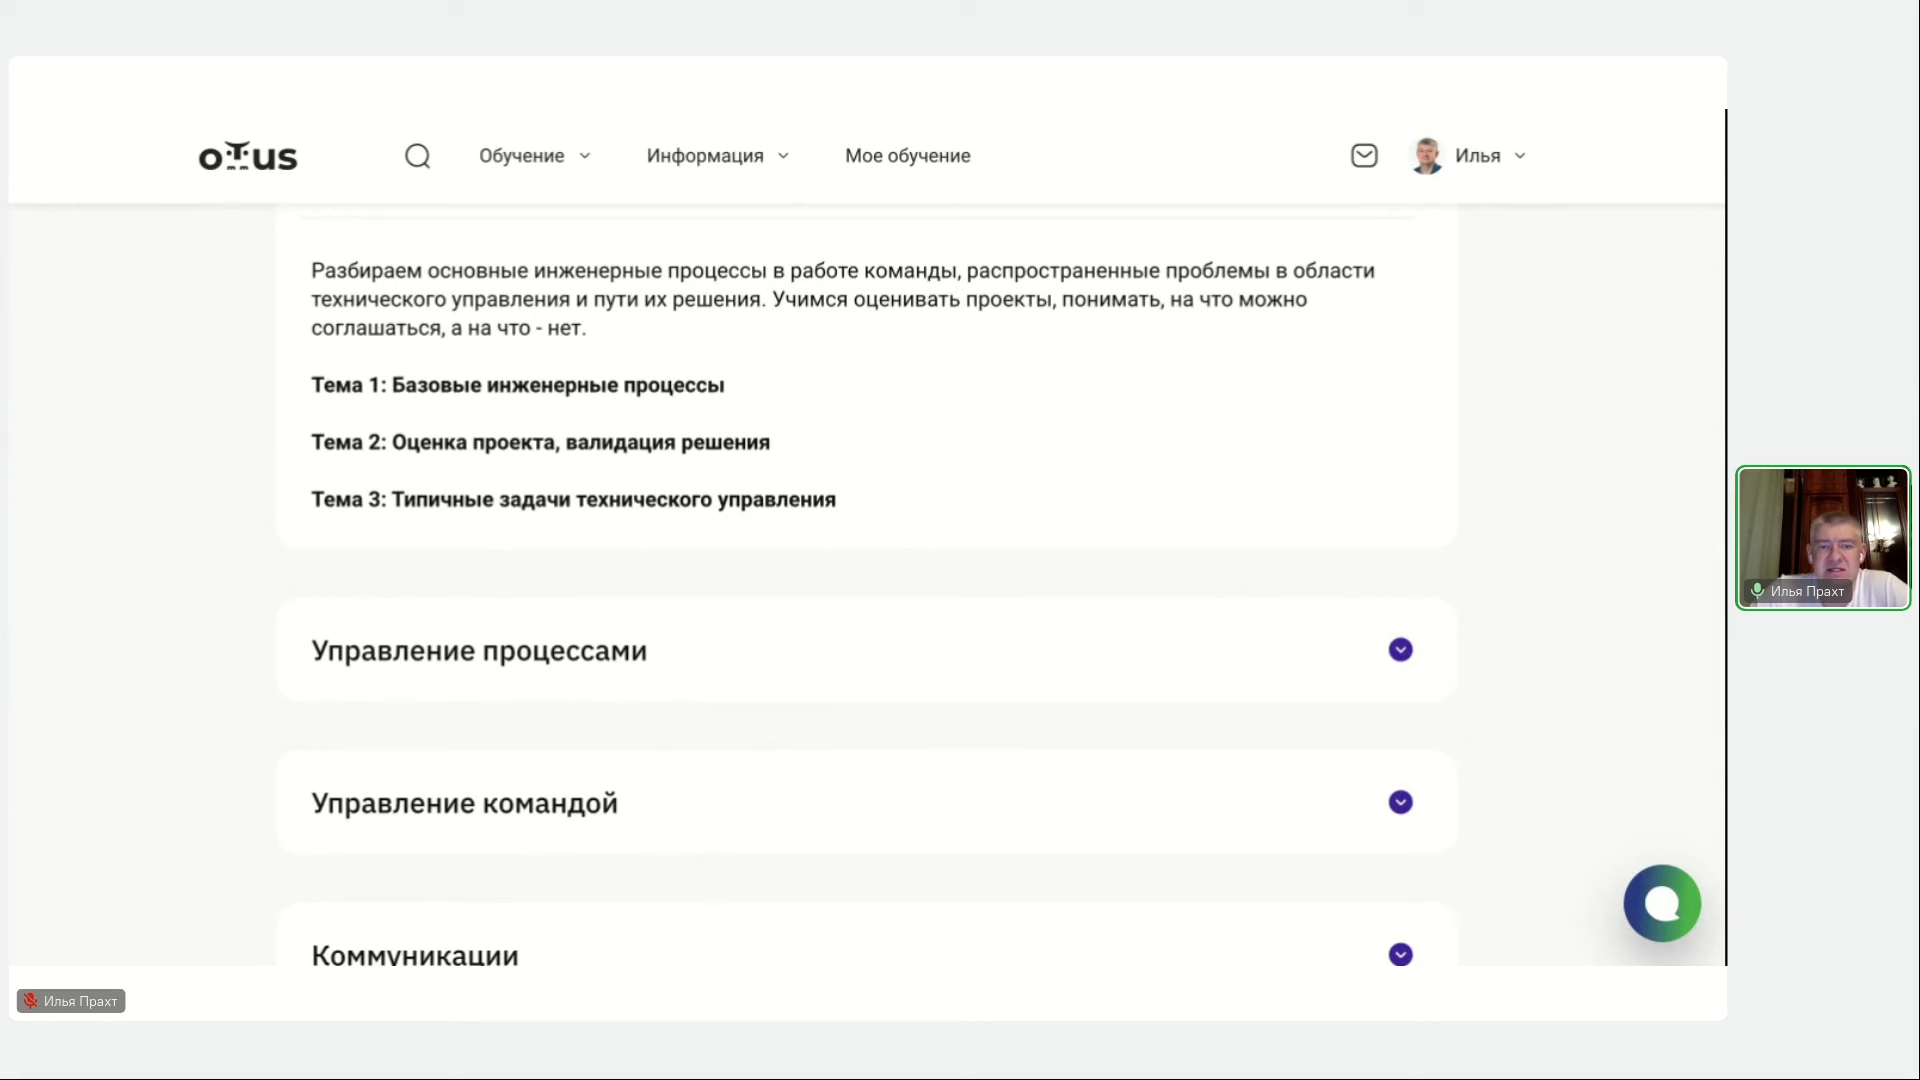 отus
Обучение
Информация
Мое обучение
Илья
Разбираем основные инженерные процессы в работе команды, распространенные проблемы в области
технического управления и пути их решения. Учимся оценивать проекты, понимать, на что можно
соглашаться, а на что - нет.
Тема 1: Базовые инженерные процессы
Тема 2: Оценка проекта, валидация решения
Тема 3: Типичные задачи технического управления
Управление процессами
Управление командой
Коммуникации
Илья Прахт
Илья Прахт